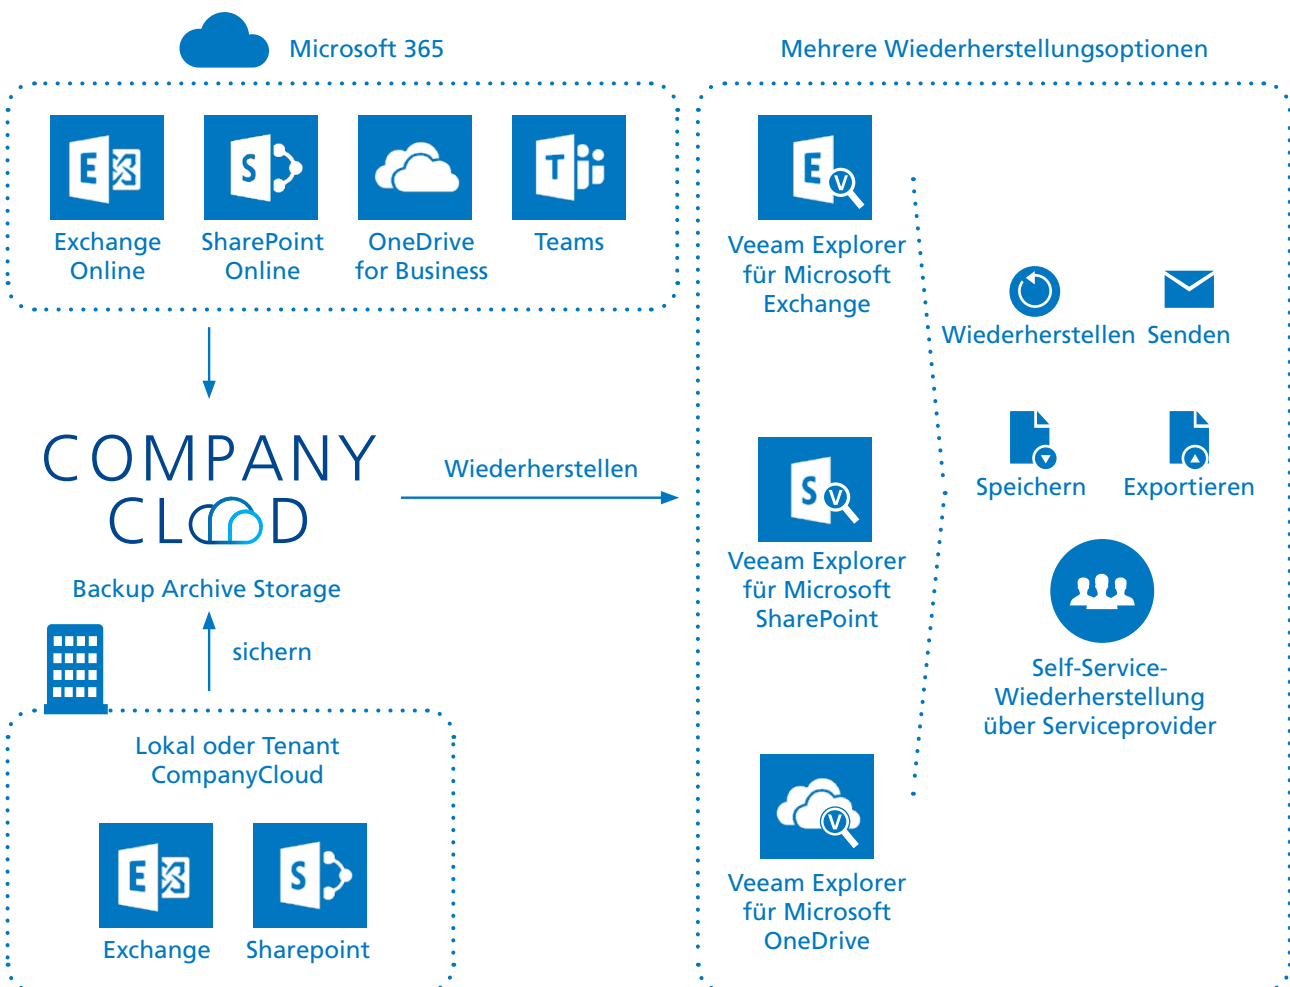 Microsoft 365
Exchange
Online
SharePoint
Online
OneDrive
for Business
Teams
COMPANY
CLOUD
Backup Archive Storage
sichern
Lokal oder Tenant
CompanyCloud
Exchange
Sharepoint
Wiederherstellen
Mehrere Wiederherstellungsoptionen
Veeam Explorer
für Microsoft
Exchange
Veeam Explorer
für Microsoft
SharePoint
Veeam Explorer
für Microsoft
OneDrive
Wiederherstellen
Senden
Speichern
Exportieren
Self-Service-
Wiederherstellung
über Serviceprovider